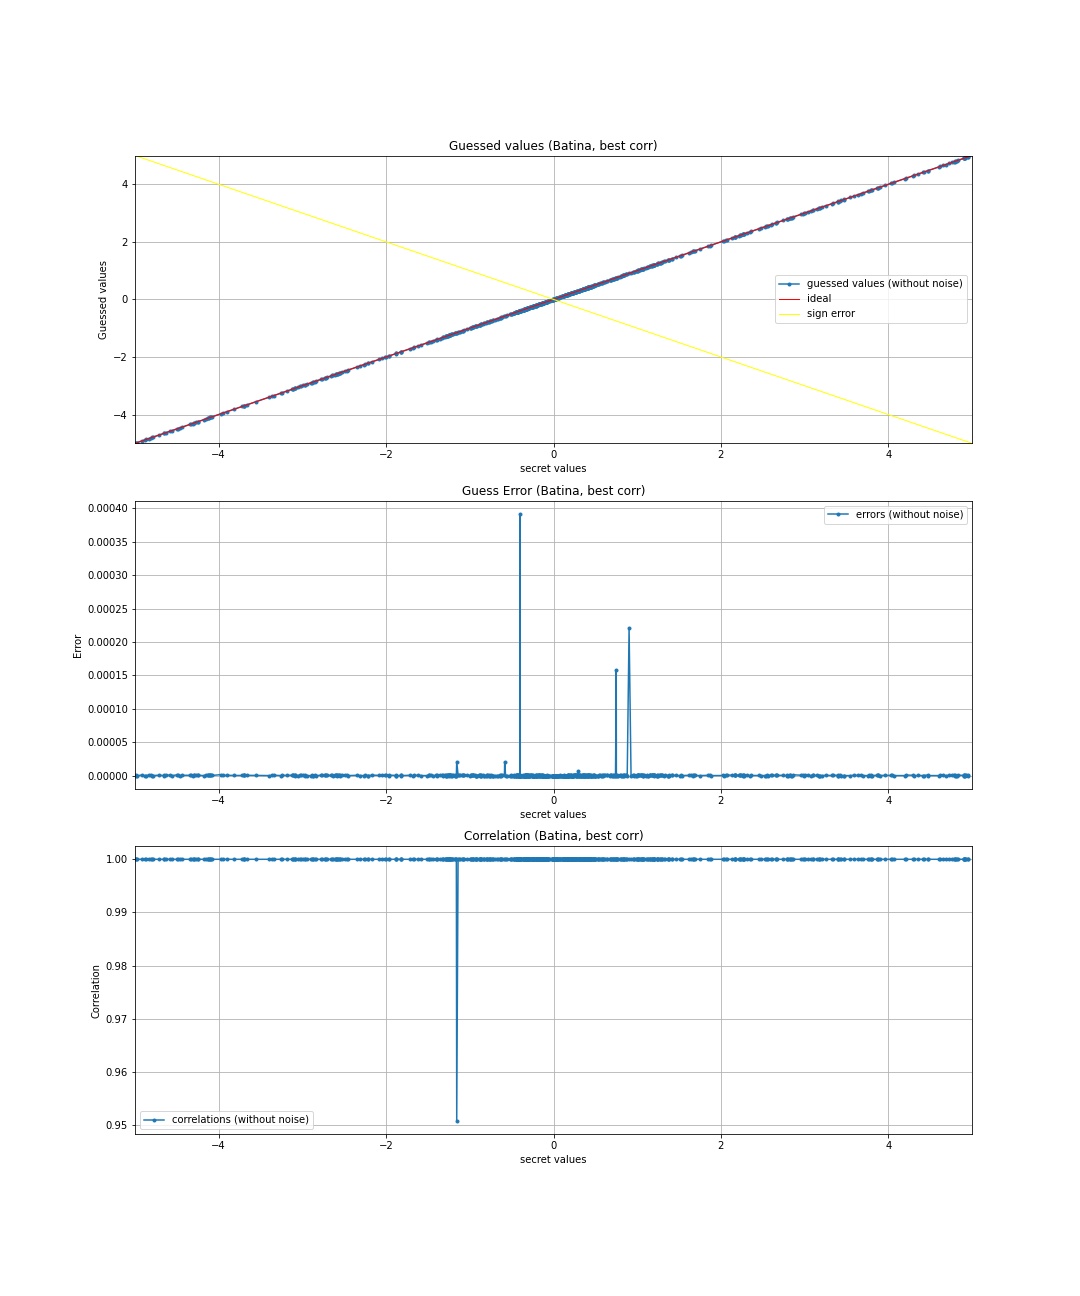 Guessed values (Batina, best corr)
4
2
0
−2
−4
Guessed values
guessed values (without noise)
ideal
sign error
−4 −2 0 2 4
secret values
Guess Error (Batina, best corr)
0.00040
0.00035
0.00030
0.00025
0.00020
0.00015
0.00010
0.00005
0.00000
Error
errors (without noise)
−4 −2 0 2 4
secret values
Correlation (Batina, best corr)
1.00
0.99
0.98
0.97
0.96
0.95
Correlation
correlations (without noise)
−4 −2 0 2 4
secret values